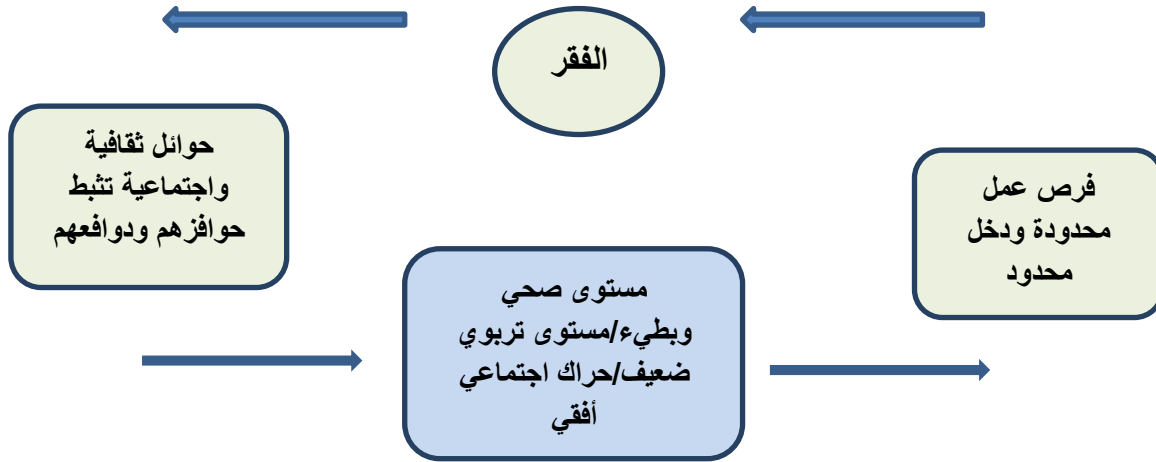 الفقر
حوائل ثقافية
واجتماعية تثبط
حوافزهم ودوافعهم
فرص عمل
محدودة ودخل
محدود
مستوى صحي
وبطيء/مستوى تربوي
ضعيف/حراك اجتماعي
أفقي